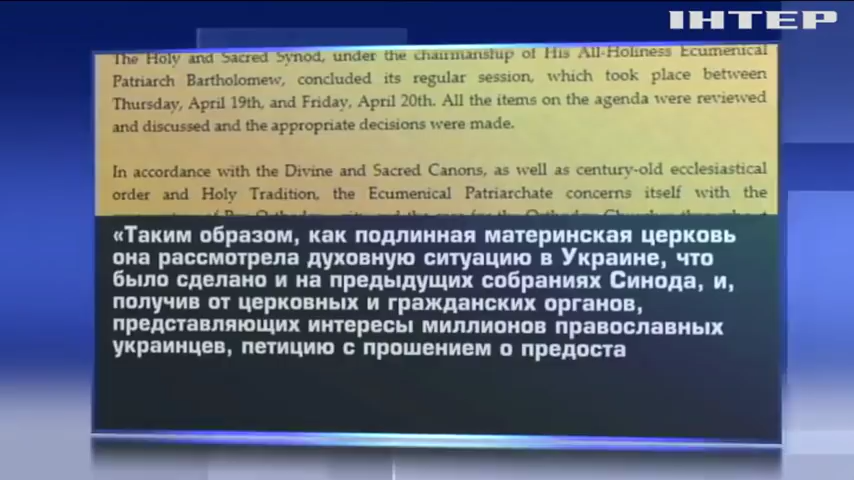 ІНТЕР
The Holy and Sacred Synod, under the chairmanship of His All-Holiness Ecumenical
Patriarch Bartholomew, concluded its regular session, which took place between
Thursday, April 19th, and Friday, April 20th. All the items on the agenda were reviewed
and discussed and the appropriate decisions were made.
In accordance with the Divine and Sacred Canons, as well as century-old ecclesiastical
order and Holy Tradition, the Ecumenical Patriarchate concerns itself with the
«Таким образом, как подлинная материнская церковь
она рассмотрела духовную ситуацию в Украине, что
было сделано и на предыдущих собраниях Синода, и,
получив от церковных и гражданских органов,
представляющих интересы миллионов православных
украинцев, петицию с прошением о предоста